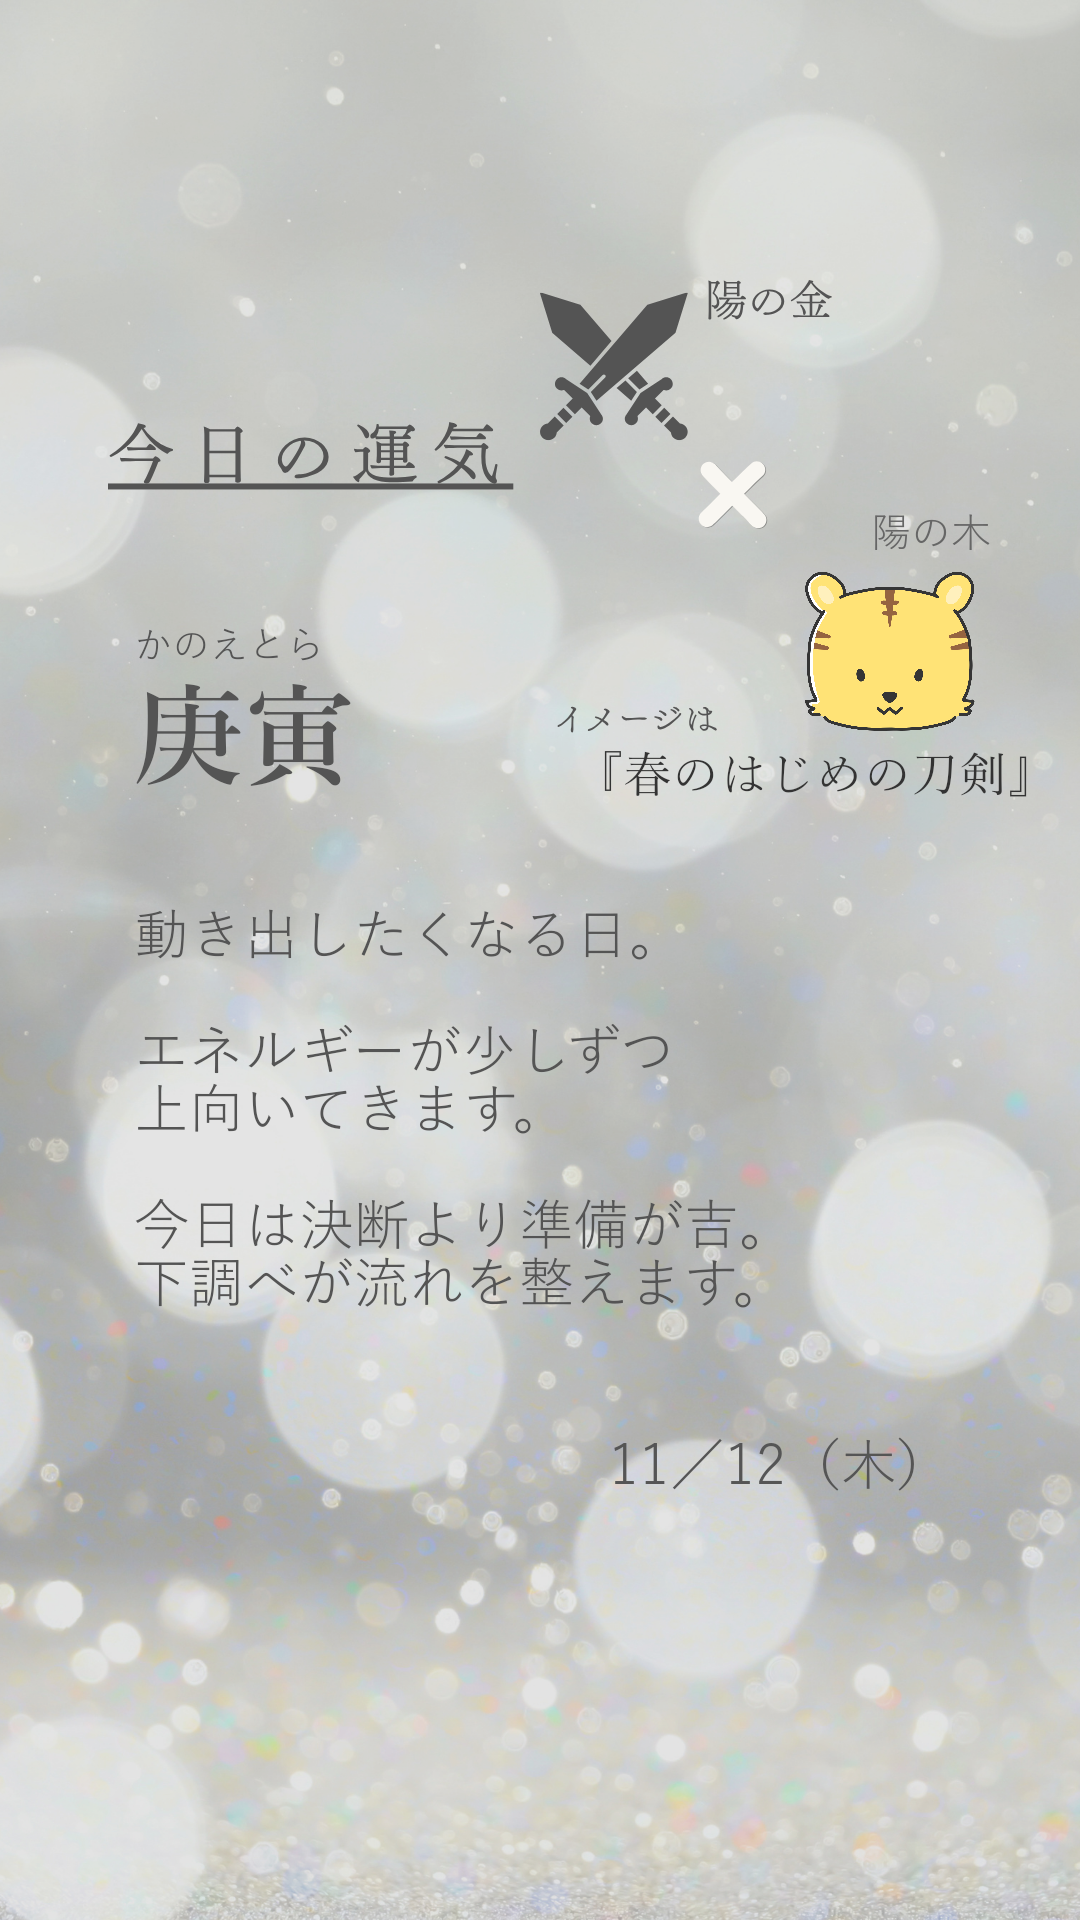 陽の金
今日の運気
陽の木
かのえとら
庚寅
イメージは
『春のはじめの刀剣』
動き出したくなる日。
エネルギーが少しずつ
上向いてきます。
今日は決断より準備が吉。
下調べが流れを整えます。
11／12（木）